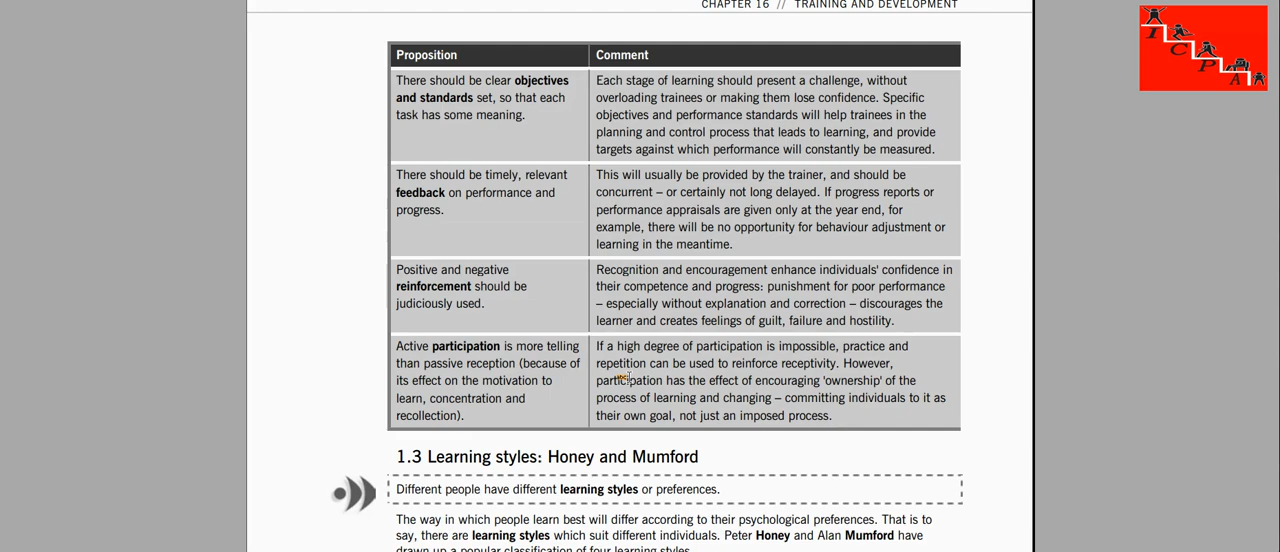 CHAPTER 16 // TRAINING AND DEVELOPMENT
I
C
P
A
Proposition
Comment
There should be clear objectives
and standards set, so that each
task has some meaning.
Each stage of learning should present a challenge, without
overloading trainees or making them lose confidence. Specific
objectives and performance standards will help trainees in the
planning and control process that leads to learning, and provide
targets against which performance will constantly be measured.
There should be timely, relevant
feedback on performance and
progress.
This will usually be provided by the trainer, and should be
concurrent – or certainly not long delayed. If progress reports or
performance appraisals are given only at the year end, for
example, there will be no opportunity for behaviour adjustment or
learning in the meantime.
Positive and negative
reinforcement should be
judiciously used.
Recognition and encouragement enhance individuals' confidence in
their competence and progress: punishment for poor performance
– especially without explanation and correction – discourages the
learner and creates feelings of guilt, failure and hostility.
Active participation is more telling
than passive reception (because of
its effect on the motivation to
learn, concentration and
recollection).
If a high degree of participation is impossible, practice and
repetition can be used to reinforce receptivity. However,
participation has the effect of encouraging 'ownership' of the
process of learning and changing – committing individuals to it as
their own goal, not just an imposed process.
1.3 Learning styles: Honey and Mumford
Different people have different learning styles or preferences.
The way in which people learn best will differ according to their psychological preferences. That is to
say, there are learning styles which suit different individuals. Peter Honey and Alan Mumford have
drawn up a popular classification of four learning styles.